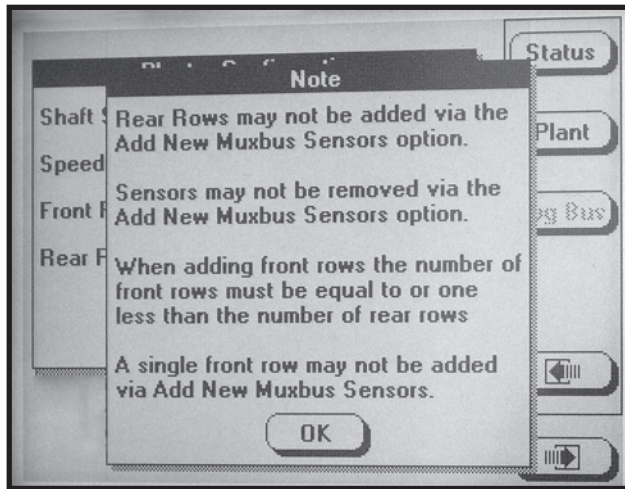 Status
Note
Shaft
Rear Rows may not be added via the
Add New Muxbus Sensors option.
Plant
Speed
Sensors may not be removed via the
Add New Muxbus Sensors option.
Front
Rear
When adding front rows the number of
front rows must be equal to or one
less than the number of rear rows
A single front row may not be added
via Add New Muxbus Sensors.
OK